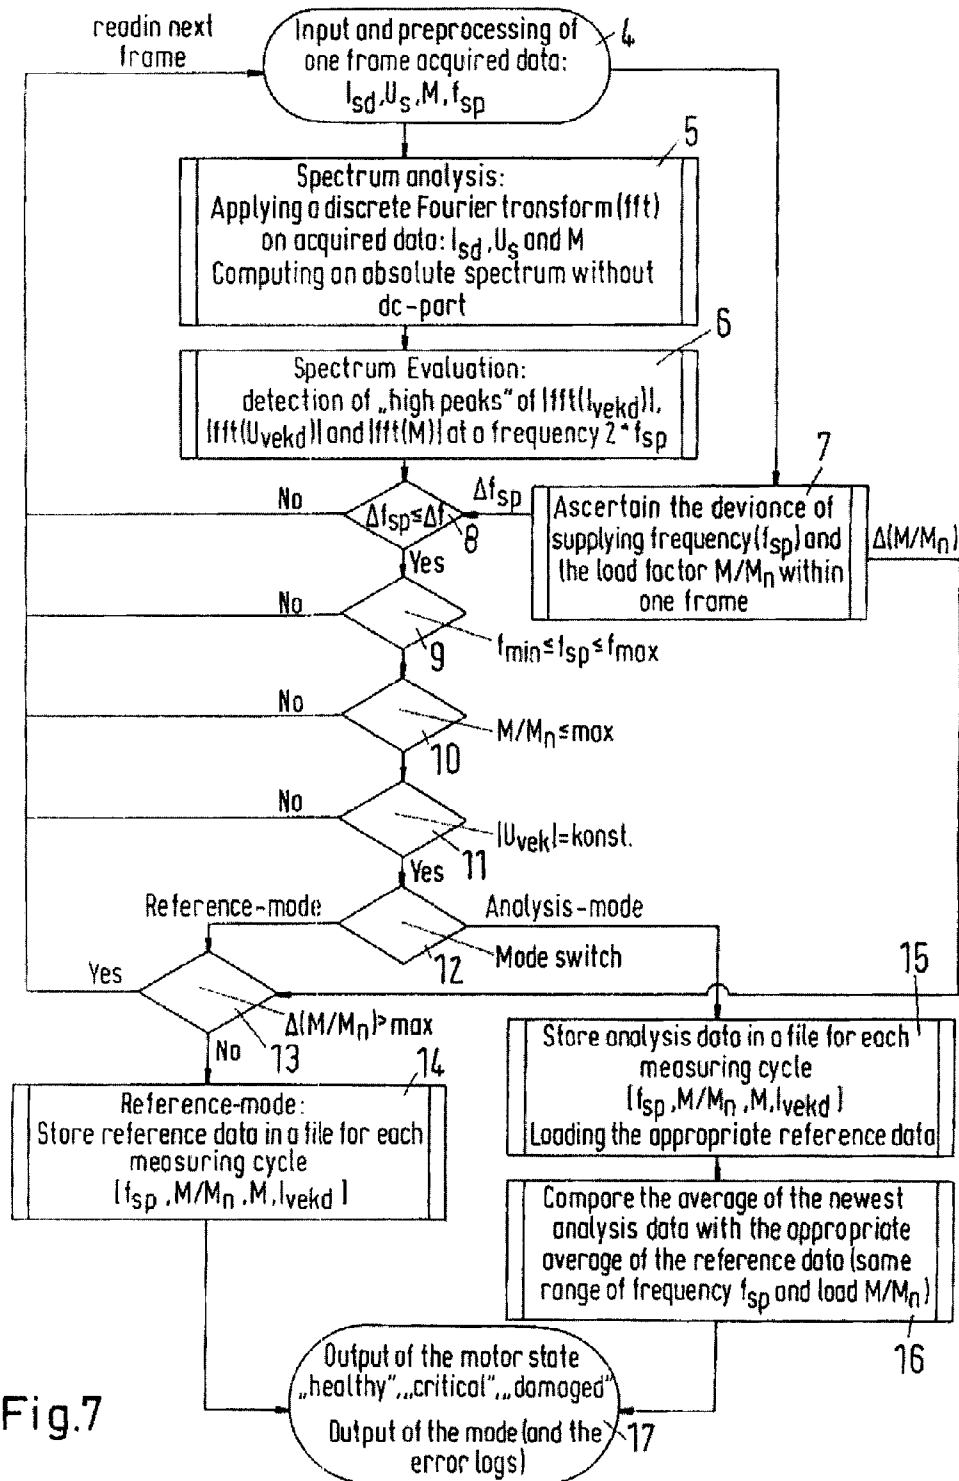 readin next
frame
Input and preprocessing of
one frame acquired data:
I_sd, U_s, M, f_sp
4
5
Spectrum analysis:
Applying a discrete Fourier transform (fft)
on acquired data: I_sd, U_s and M
Computing an absolute spectrum without
dc-part
6
Spectrum Evaluation:
detection of „high peaks" of |fft(I_vekd)|,
|fft(U_vekd)| and |fft(M)| at a frequency 2*f_sp
7
Ascertain the deviance of
supplying frequency (f_sp) and
the load factor M/M_n within
one frame
Δf_sp
Δ(M/M_n)
No
Δf_sp ≤ Δf
8
Yes
No
9
f_min ≤ f_sp ≤ f_max
No
10
M/M_n ≤ max
No
11
|U_vek| = konst.
Yes
Reference-mode
Analysis-mode
12
Mode switch
Yes
13
Δ(M/M_n) > max
No
14
Reference-mode:
Store reference data in a file for each
measuring cycle
[f_sp, M/M_n, M, I_vekd]
15
Store analysis data in a file for each
measuring cycle
[f_sp, M/M_n, M, I_vekd]
Loading the appropriate reference data
Compare the average of the newest
analysis data with the appropriate
average of the reference data (same
range of frequency f_sp and load M/M_n)
16
Output of the motor state
„healthy",„critical",„damaged"
Output of the mode (and the
error logs)
17
Fig.7